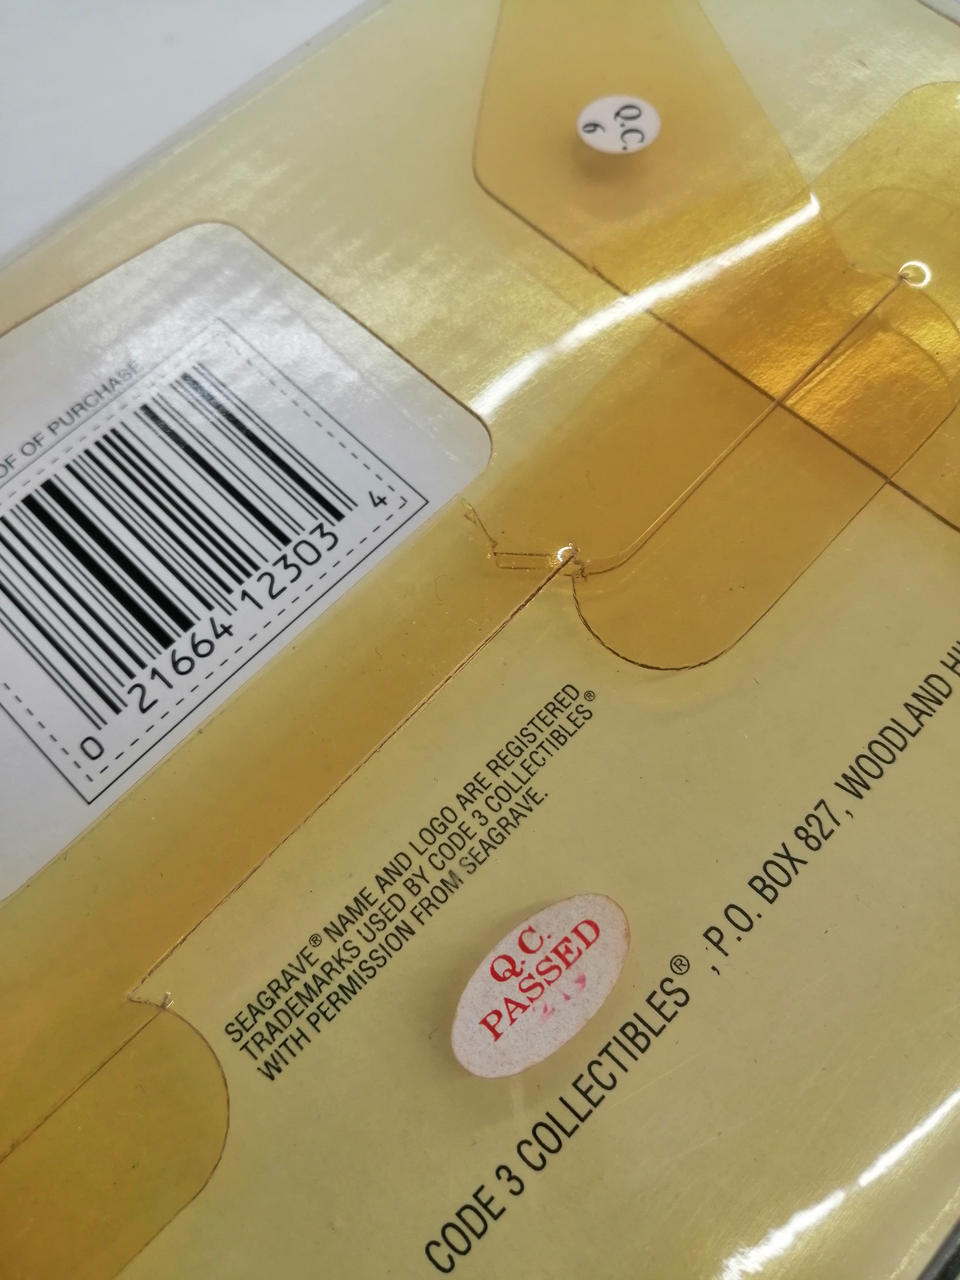 Q.C.
6
OF OF PURCHASE
0 21664 12303 4
SEAGRAVE® NAME AND LOGO ARE REGISTERED
TRADEMARKS USED BY CODE 3 COLLECTIBLES®
WITH PERMISSION FROM SEAGRAVE.
Q.C.
PASSED
CODE 3 COLLECTIBLES®, P.O. BOX 827, WOODLAND